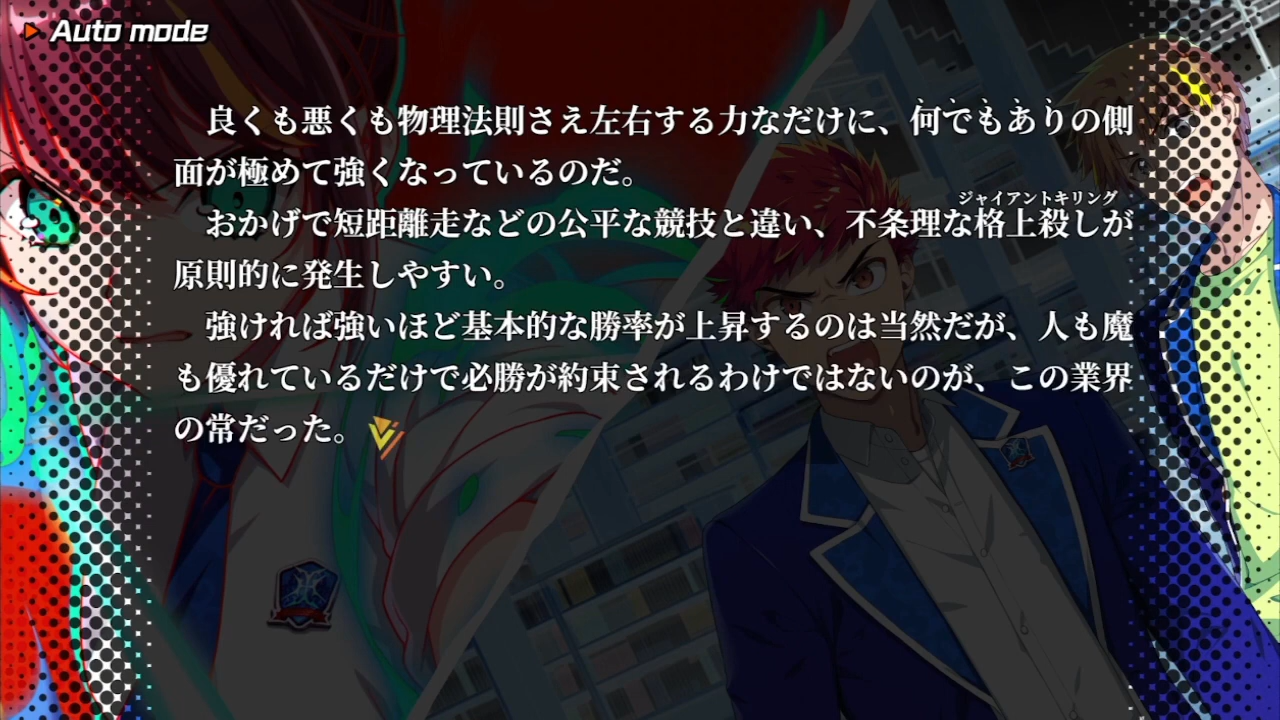 Auto mode
良くも悪くも物理法則さえ左右する力なだけに、何でもありの側
面が極めて強くなっているのだ。
ジャイアントキリング
おかげで短距離走などの公平な競技と違い、不条理な格上殺しが
原則的に発生しやすい。
強ければ強いほど基本的な勝率が上昇するのは当然だが、人も魔
も優れているだけで必勝が約束されるわけではないのが、この業界
の常だった。